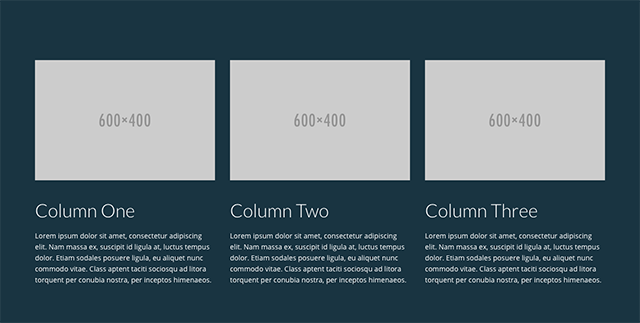 600×400
600×400
600×400
Column One
Lorem ipsum dolor sit amet, consectetur adipiscing
elit. Nam massa ex, suscipit id ligula at, luctus tempus
dolor. Etiam sodales posuere ligula, eu aliquet nunc
commodo vitae. Class aptent taciti sociosqu ad litora
torquent per conubia nostra, per inceptos himenaeos.
Column Two
Lorem ipsum dolor sit amet, consectetur adipiscing
elit. Nam massa ex, suscipit id ligula at, luctus tempus
dolor. Etiam sodales posuere ligula, eu aliquet nunc
commodo vitae. Class aptent taciti sociosqu ad litora
torquent per conubia nostra, per inceptos himenaeos.
Column Three
Lorem ipsum dolor sit amet, consectetur adipiscing
elit. Nam massa ex, suscipit id ligula at, luctus tempus
dolor. Etiam sodales posuere ligula, eu aliquet nunc
commodo vitae. Class aptent taciti sociosqu ad litora
torquent per conubia nostra, per inceptos himenaeos.